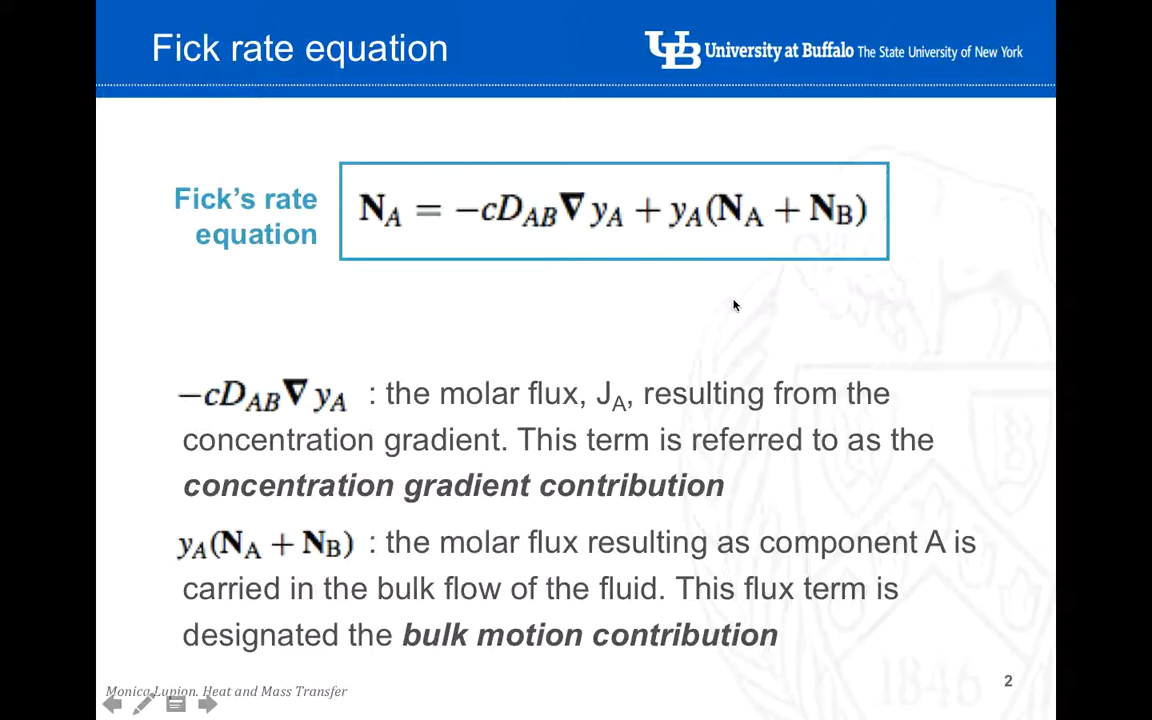 Fick rate equation
UB University at Buffalo The State University of New York
Fick's rate
equation
N_A = −cD_AB∇y_A + y_A(N_A + N_B)
−cD_AB∇y_A : the molar flux, J_A, resulting from the
concentration gradient. This term is referred to as the
concentration gradient contribution
y_A(N_A + N_B) : the molar flux resulting as component A is
carried in the bulk flow of the fluid. This flux term is
designated the bulk motion contribution
1846
Monica Lupion. Heat and Mass Transfer
2